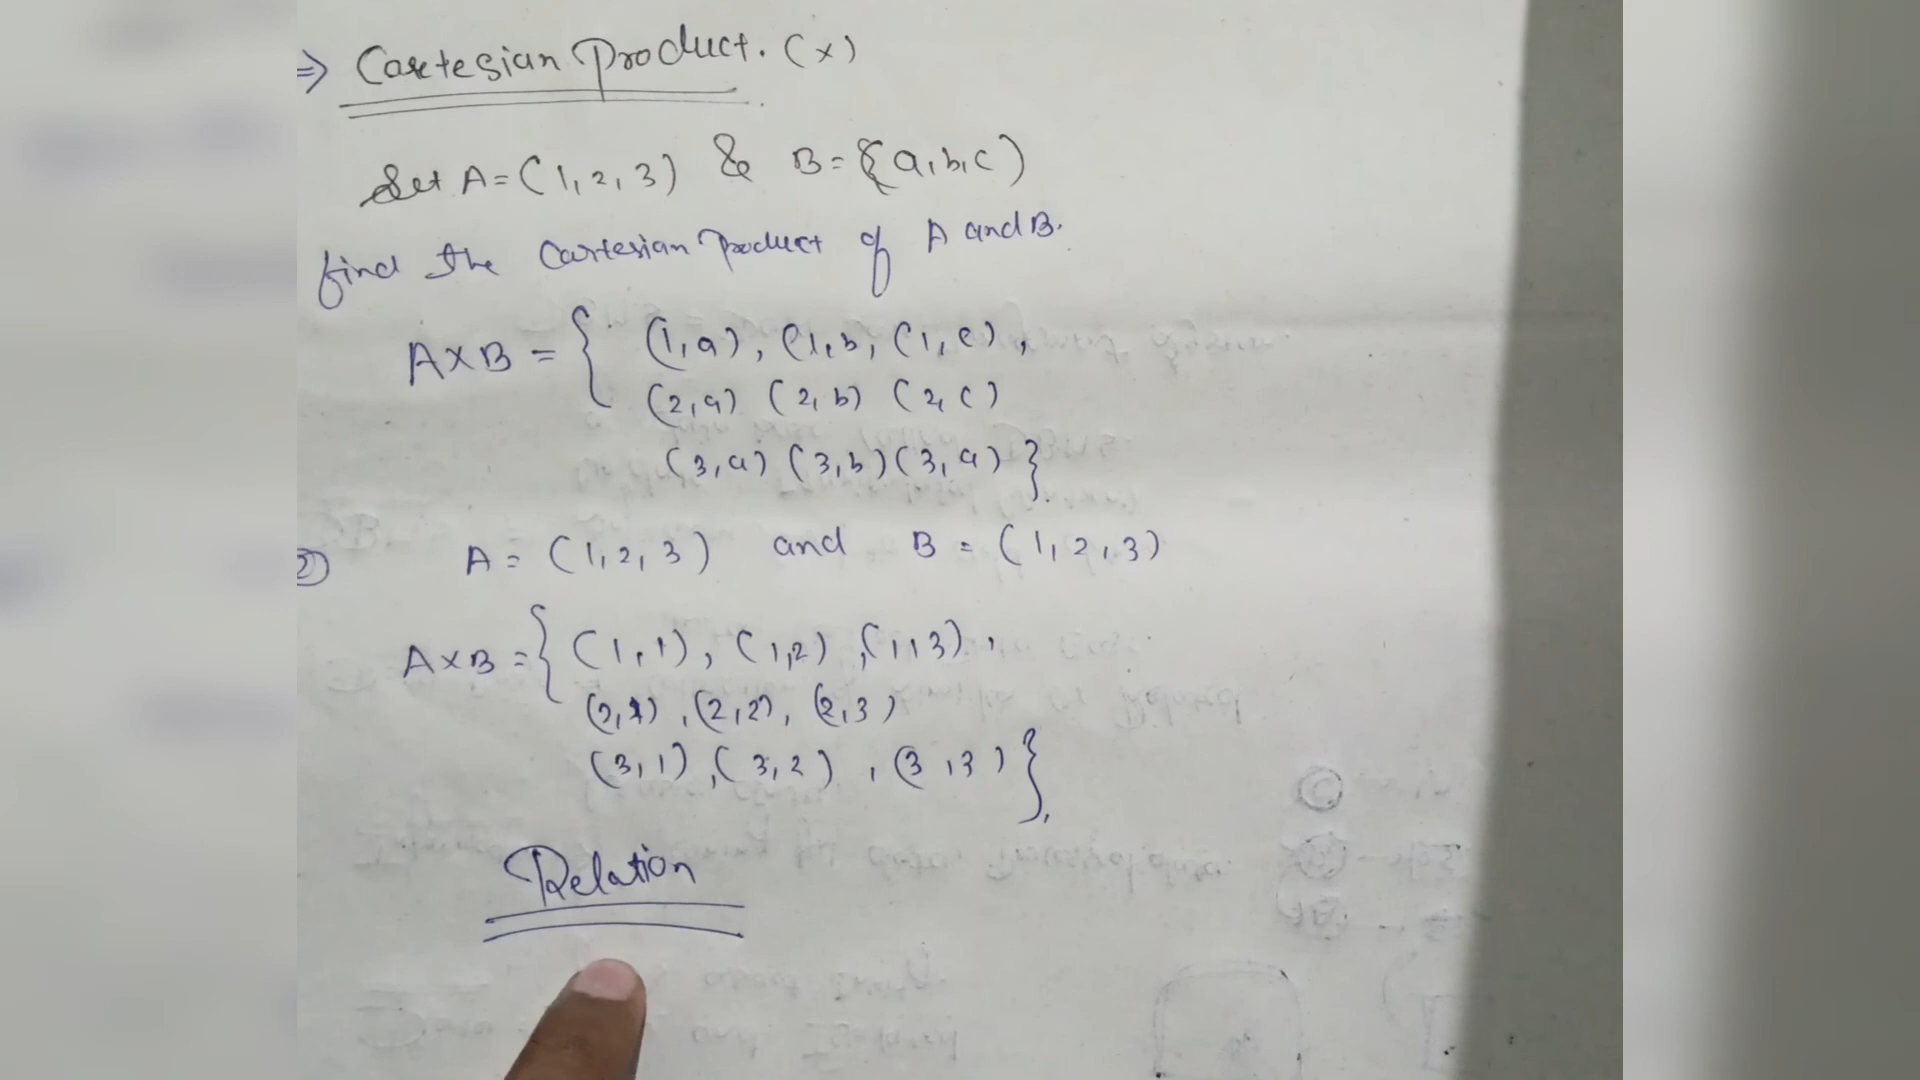 ⇒ Cartesian Product. (×)
Set A = (1, 2, 3) & B = {a, b, c)
find the Cartesian Product of A and B.
A×B = { (1, a), (1, b, (1, c),
(2, a) (2, b) (2, c)
(3, a) (3, b) (3, a) }.
② A = (1, 2, 3) and B = (1, 2, 3)
A×B = { (1, 1), (1, 2), (1, 3),
(2, 1), (2, 2), (2, 3)
(3, 1), (3, 2), (3, 3) }.
Relation